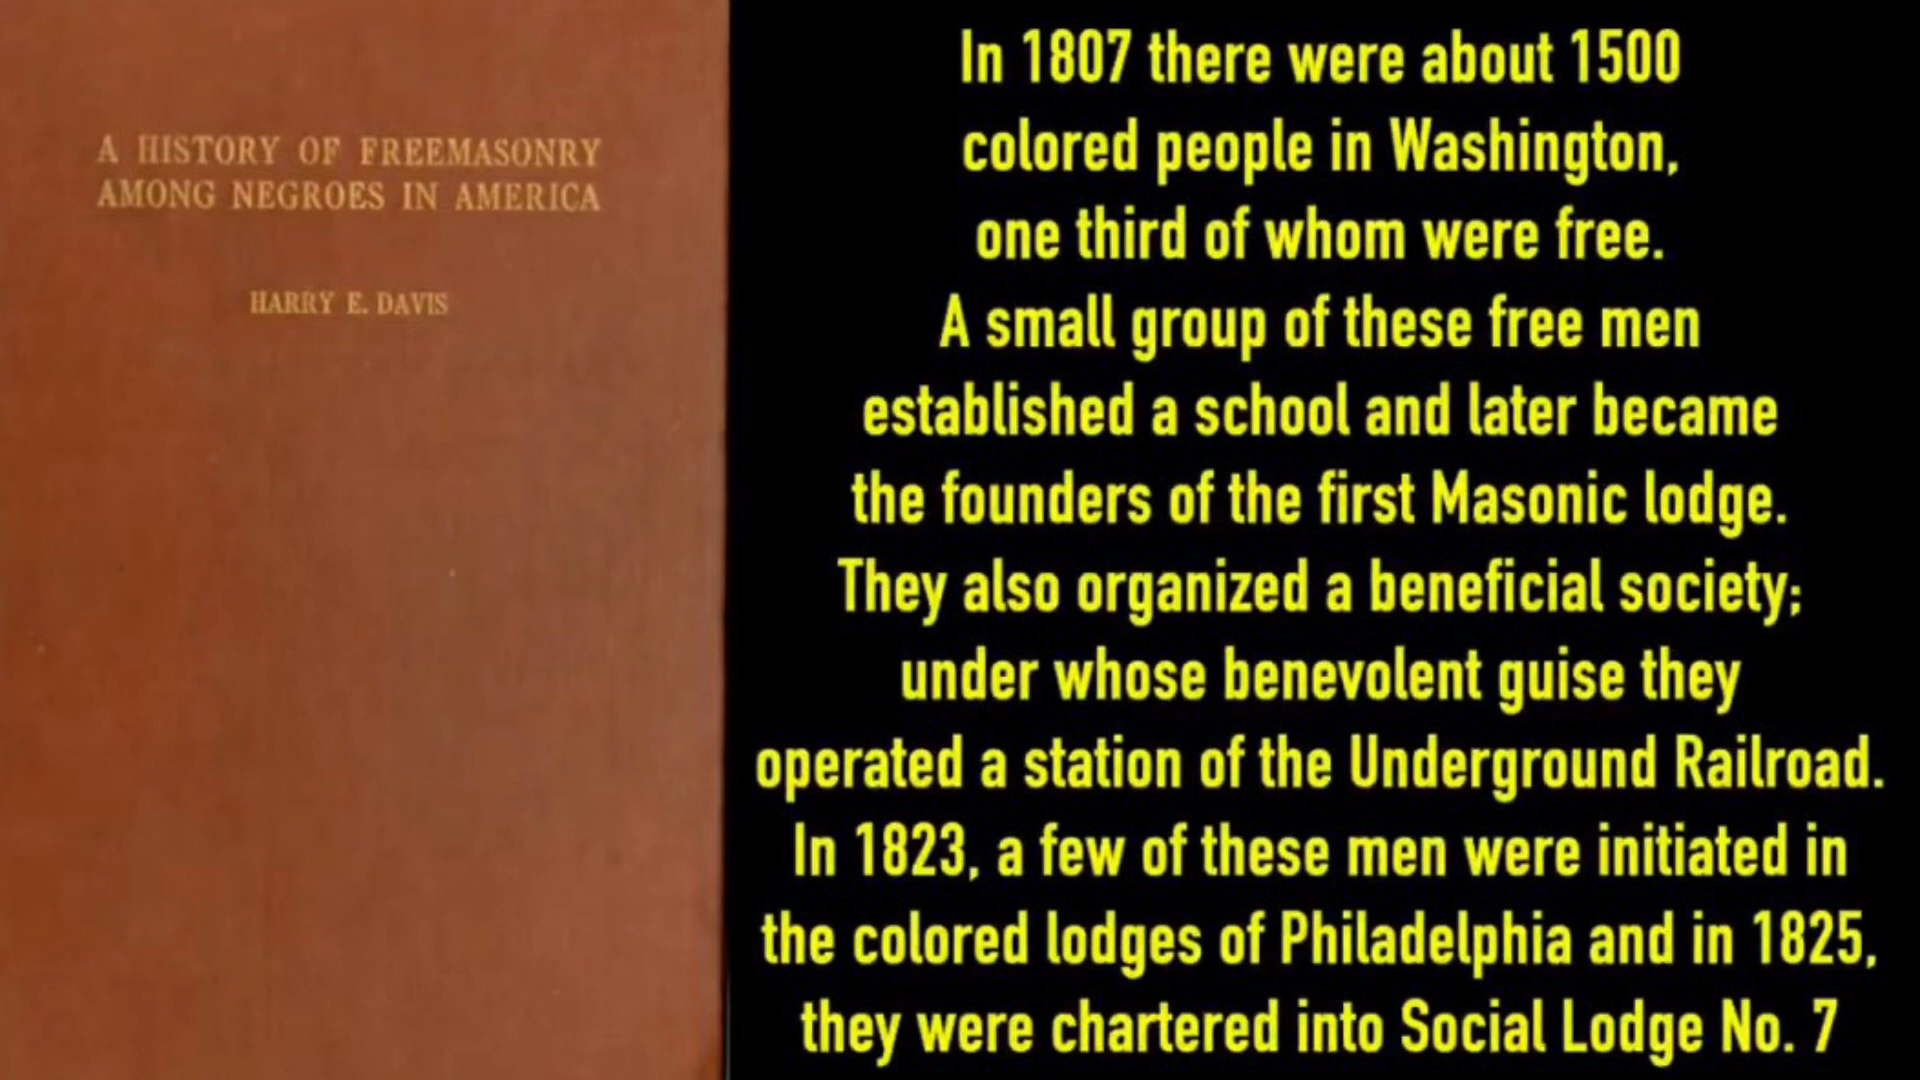 A HISTORY OF FREEMASONRY
AMONG NEGROES IN AMERICA
HARRY E. DAVIS
In 1807 there were about 1500
colored people in Washington,
one third of whom were free.
A small group of these free men
established a school and later became
the founders of the first Masonic lodge.
They also organized a beneficial society;
under whose benevolent guise they
operated a station of the Underground Railroad.
In 1823, a few of these men were initiated in
the colored lodges of Philadelphia and in 1825,
they were chartered into Social Lodge No. 7